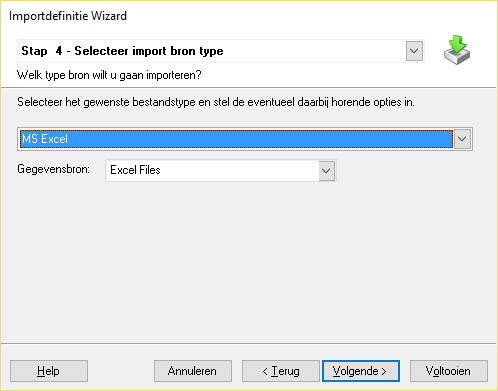 Importdefinitie Wizard
Stap 4 - Selecteer import bron type
Welk type bron wilt u gaan importeren?
Selecteer het gewenste bestandstype en stel de eventueel daarbij horende opties in.
MS Excel
Gegevensbron: Excel Files
Help Annuleren < Terug Volgende > Voltooien